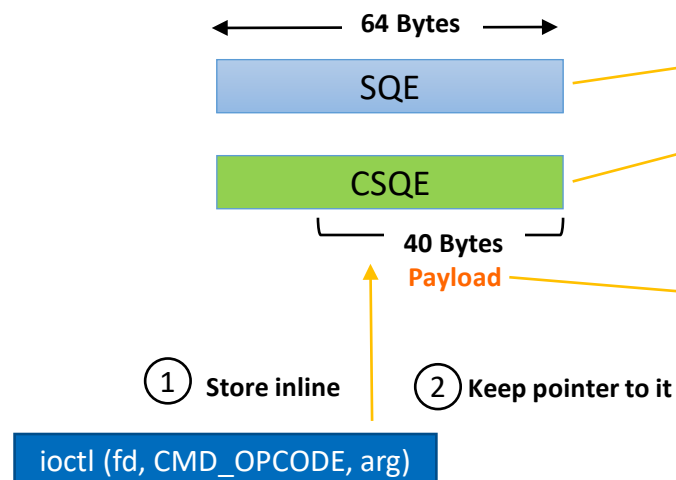 64 Bytes
SQE
CSQE
40 Bytes
Payload
1 Store inline
2 Keep pointer to it
ioctl (fd, CMD_OPCODE, arg)